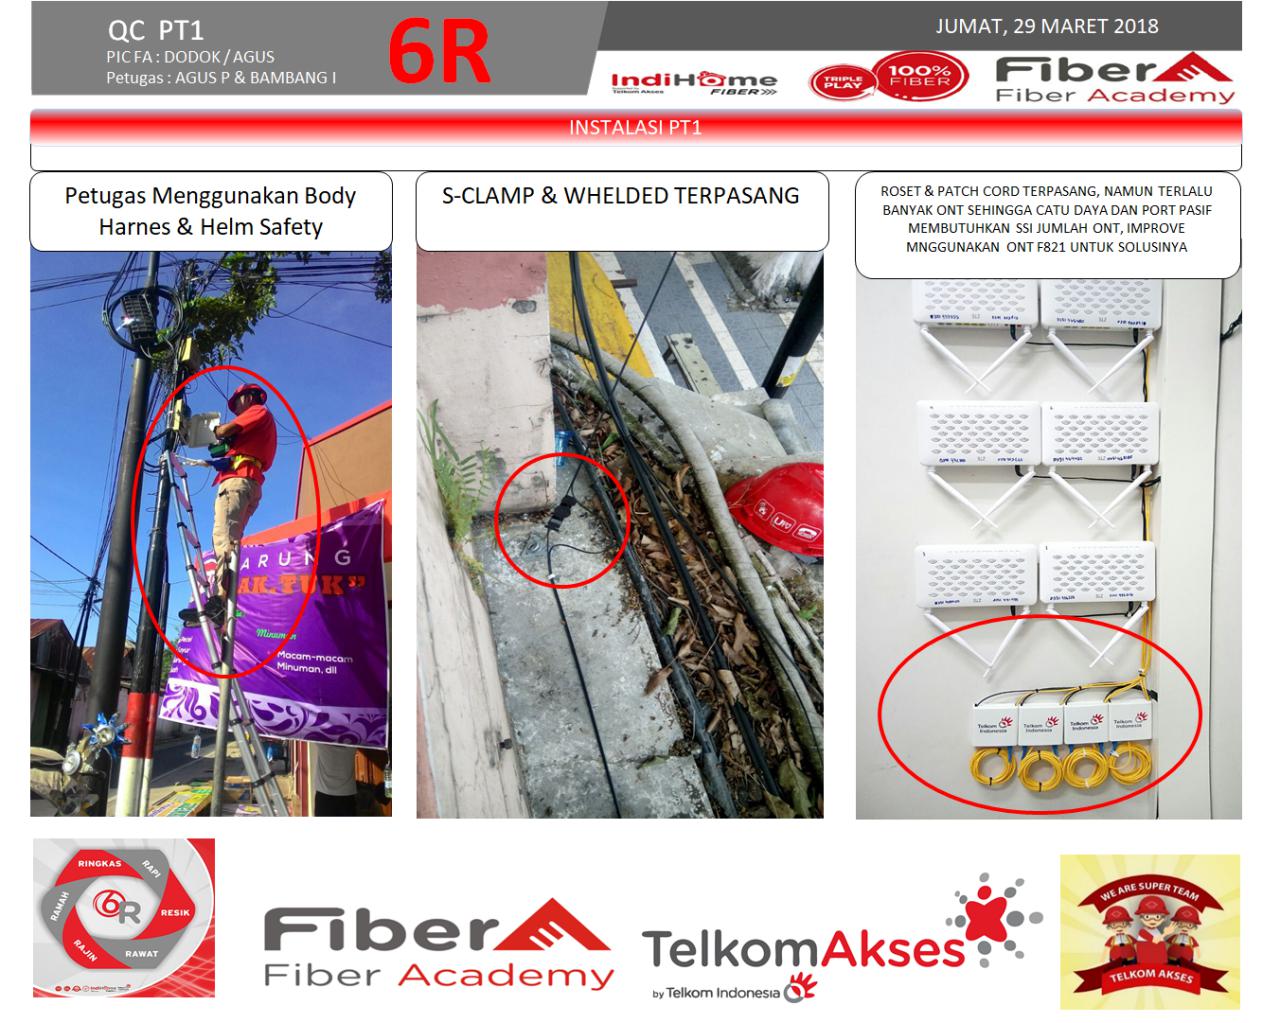 QC PT1
PIC FA : DODOK / AGUS
Petugas : AGUS P & BAMBANG I
6R
JUMAT, 29 MARET 2018
IndiHome
FIBER
TRIPLE PLAY
100% FIBER
Fiber
Fiber Academy
INSTALASI PT1
Petugas Menggunakan Body
Harnes & Helm Safety
S-CLAMP & WHELDED TERPASANG
ROSET & PATCH CORD TERPASANG, NAMUN TERLALU
BANYAK ONT SEHINGGA CATU DAYA DAN PORT PASIF
MEMBUTUHKAN SSI JUMLAH ONT, IMPROVE
MNGGUNAKAN ONT F821 UNTUK SOLUSINYA
ARUNG
AK.TUK”
Minuman
Macam-macam
Minuman, dll
Telkom Indonesia
Telkom Indonesia
Telkom Indonesia
Telkom Indonesia
RINGKAS
RAPI
RESIK
RAWAT
RAJIN
RAMAH
6R
Fiber
Fiber Academy
TelkomAkses
by Telkom Indonesia
WE ARE SUPER TEAM
TELKOM AKSES